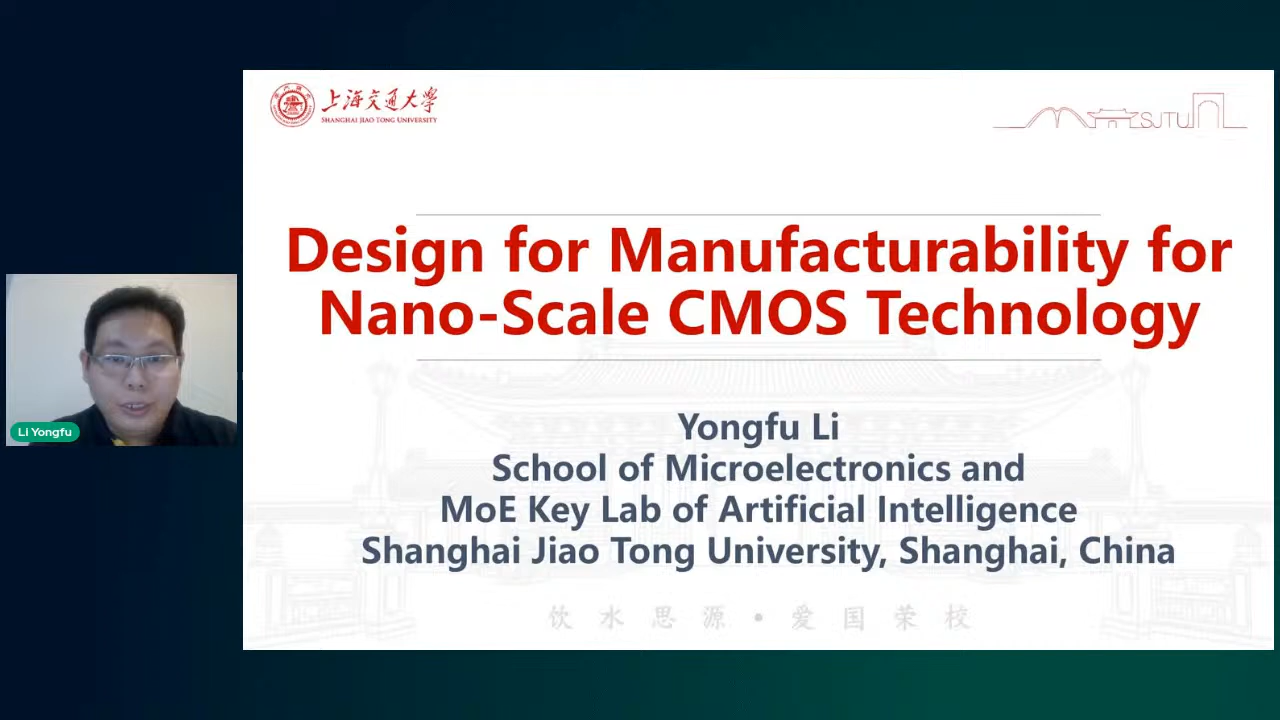 上海交通大学
SHANGHAI JIAO TONG UNIVERSITY
SJTU
Design for Manufacturability for
Nano-Scale CMOS Technology
Yongfu Li
School of Microelectronics and
MoE Key Lab of Artificial Intelligence
Shanghai Jiao Tong University, Shanghai, China
饮水思源•爱国荣校
Li Yongfu